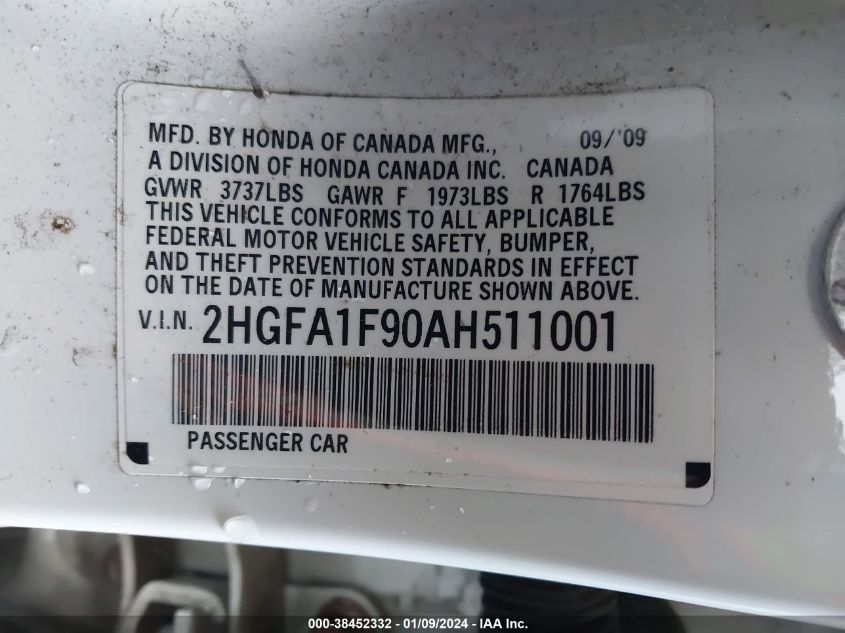 MFD. BY HONDA OF CANADA MFG., 09/'09
A DIVISION OF HONDA CANADA INC. CANADA
GVWR 3737LBS GAWR F 1973LBS R 1764LBS
THIS VEHICLE CONFORMS TO ALL APPLICABLE
FEDERAL MOTOR VEHICLE SAFETY, BUMPER,
AND THEFT PREVENTION STANDARDS IN EFFECT
ON THE DATE OF MANUFACTURE SHOWN ABOVE.
V.I.N. 2HGFA1F90AH511001
PASSENGER CAR
000-38452332 - 01/09/2024 - IAA, Inc.